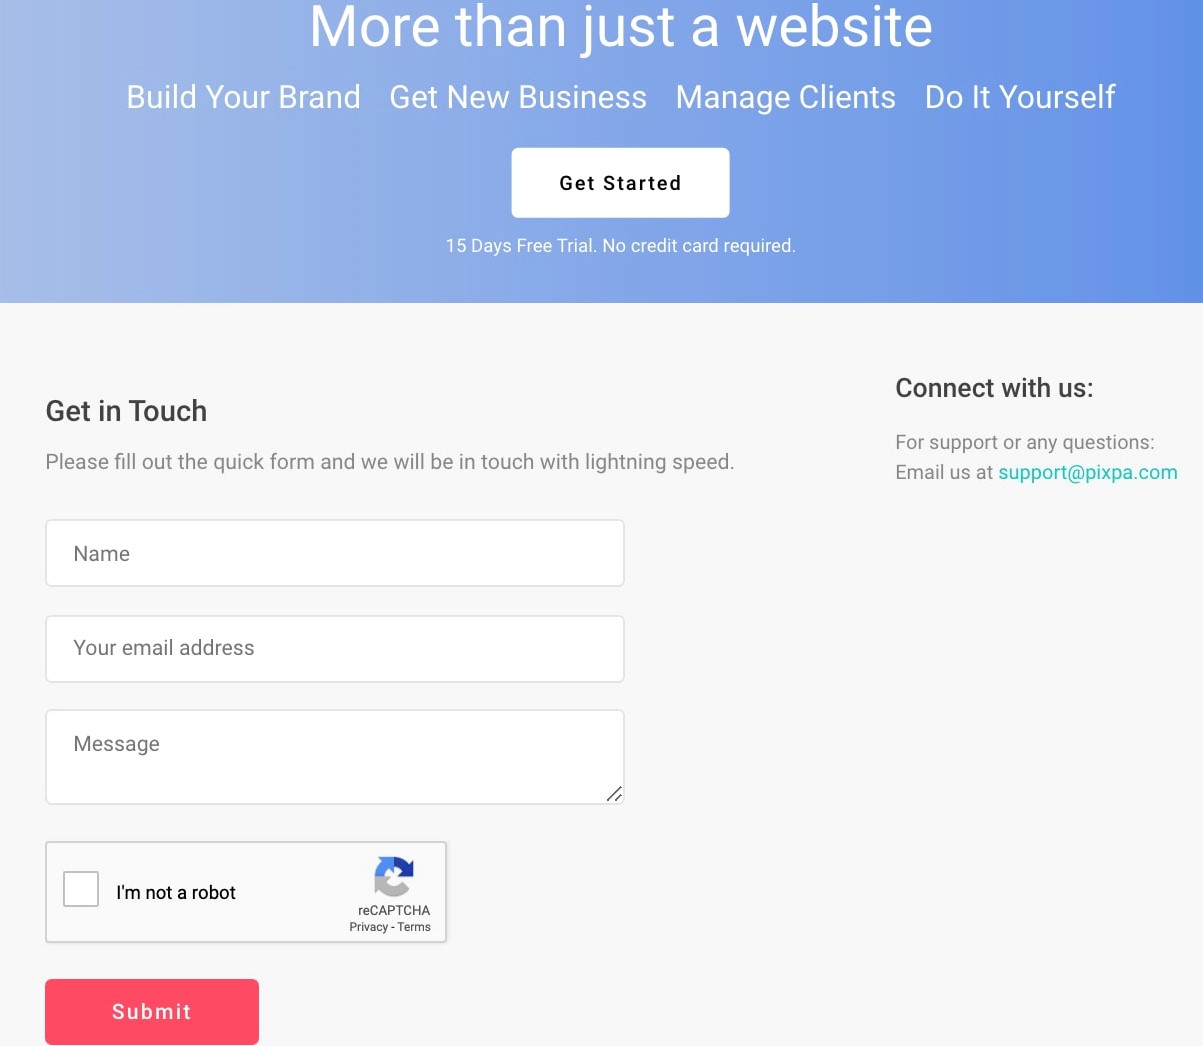 More than just a website
Build Your Brand Get New Business Manage Clients Do It Yourself
Get Started
15 Days Free Trial. No credit card required.
Get in Touch
Please fill out the quick form and we will be in touch with lightning speed.
Name
Your email address
Message
I'm not a robot
reCAPTCHA
Privacy - Terms
Submit
Connect with us:
For support or any questions:
Email us at support@pixpa.com